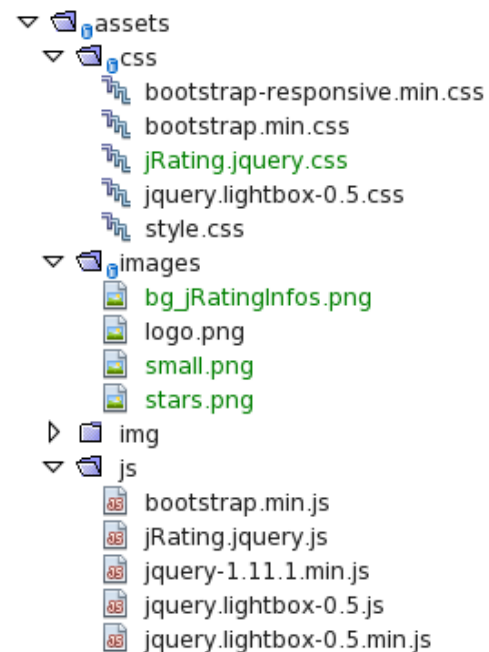 assets
css
bootstrap-responsive.min.css
bootstrap.min.css
jRating.jquery.css
jquery.lightbox-0.5.css
style.css
images
bg_jRatingInfos.png
logo.png
small.png
stars.png
img
js
bootstrap.min.js
jRating.jquery.js
jquery-1.11.1.min.js
jquery.lightbox-0.5.js
jquery.lightbox-0.5.min.js